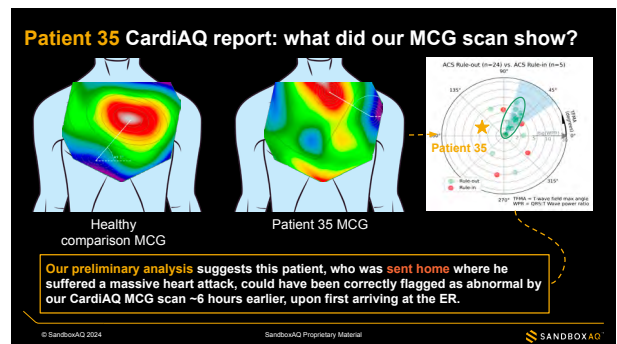 Patient 35 CardiAQ report: what did our MCG scan show?
ACS Rule-out (n=24) vs. ACS Rule-in (n=5)
90°
135°
45°
TFMA
(degrees)
0°
Patient 35
Rule-out
Rule-in
315°
270°
TFMA = T-wave field max angle
WPR = QRS:T Wave power ratio
Healthy
comparison MCG
Patient 35 MCG
Our preliminary analysis suggests this patient, who was sent home where he
suffered a massive heart attack, could have been correctly flagged as abnormal by
our CardiAQ MCG scan ~6 hours earlier, upon first arriving at the ER.
© SandboxAQ 2024
SandboxAQ Proprietary Material
SANDBOXAQ